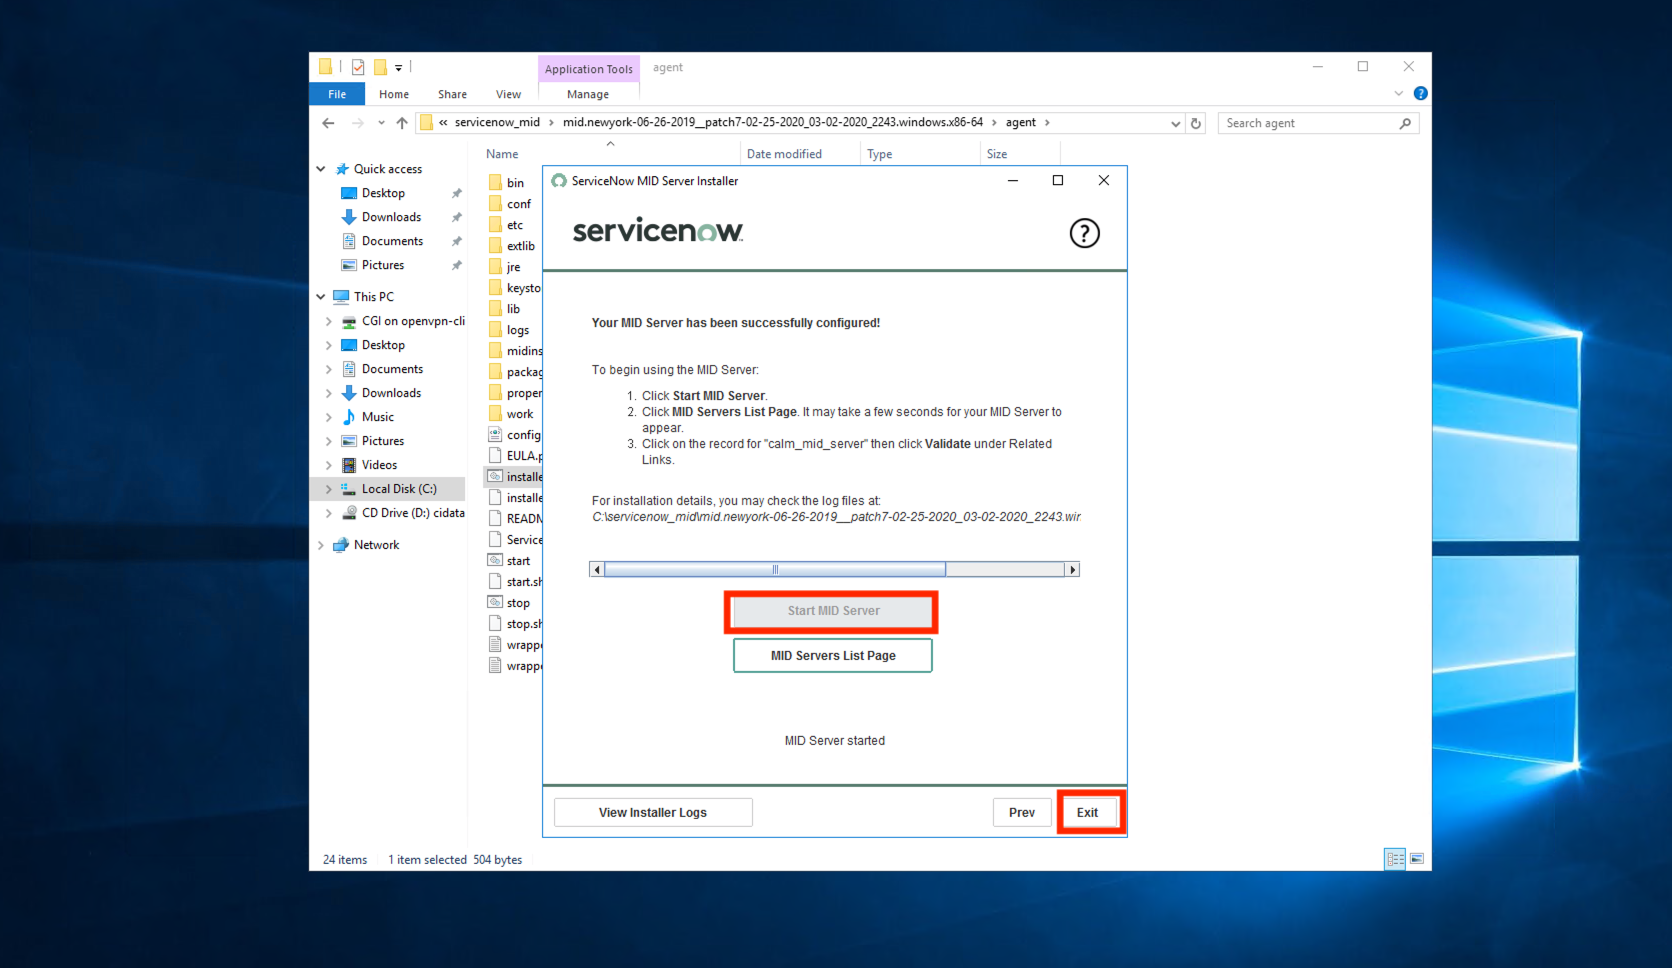 Application Tools
agent
File
Home
Share
View
Manage
« servicenow_mid > mid.newyork-06-26-2019__patch7-02-25-2020_03-02-2020_2243.windows.x86-64 > agent >
Search agent
Name
Date modified
Type
Size
Quick access
Desktop
Downloads
Documents
Pictures
This PC
CGI on openvpn-cli
Desktop
Documents
Downloads
Music
Pictures
Videos
Local Disk (C:)
CD Drive (D:) cidata
Network
bin
conf
etc
extlib
jre
keysto
lib
logs
midins
packag
proper
work
config
EULA.p
installe
installe
READM
Service
start
start.sh
stop
stop.sh
wrappe
wrappe
ServiceNow MID Server Installer
servicenow™
?
Your MID Server has been successfully configured!
To begin using the MID Server:
1. Click Start MID Server.
2. Click MID Servers List Page. It may take a few seconds for your MID Server to
appear.
3. Click on the record for "calm_mid_server" then click Validate under Related
Links.
For installation details, you may check the log files at:
C:\servicenow_mid\mid.newyork-06-26-2019__patch7-02-25-2020_03-02-2020_2243.wir
Start MID Server
MID Servers List Page
MID Server started
View Installer Logs
Prev
Exit
24 items
1 item selected 504 bytes